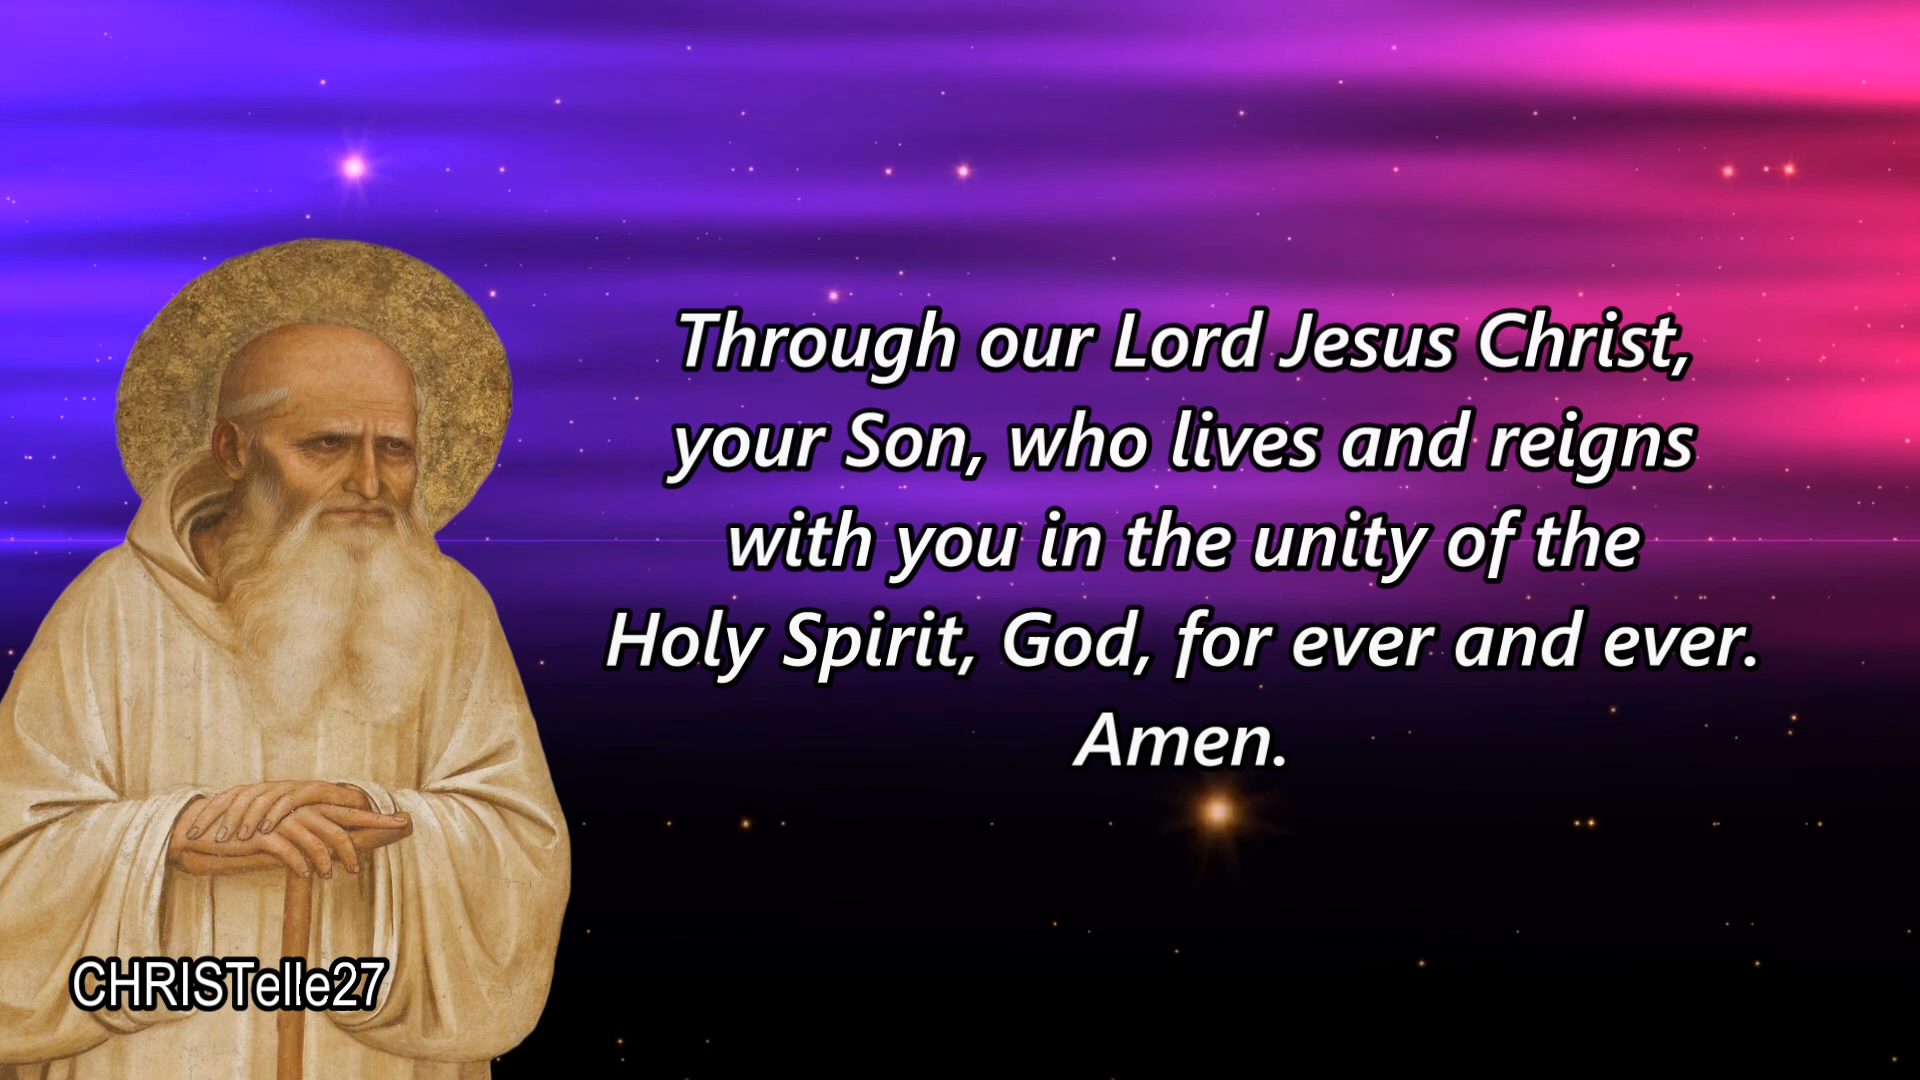 Through our Lord Jesus Christ,
your Son, who lives and reigns
with you in the unity of the
Holy Spirit, God, for ever and ever.
Amen.
CHRISTelle27